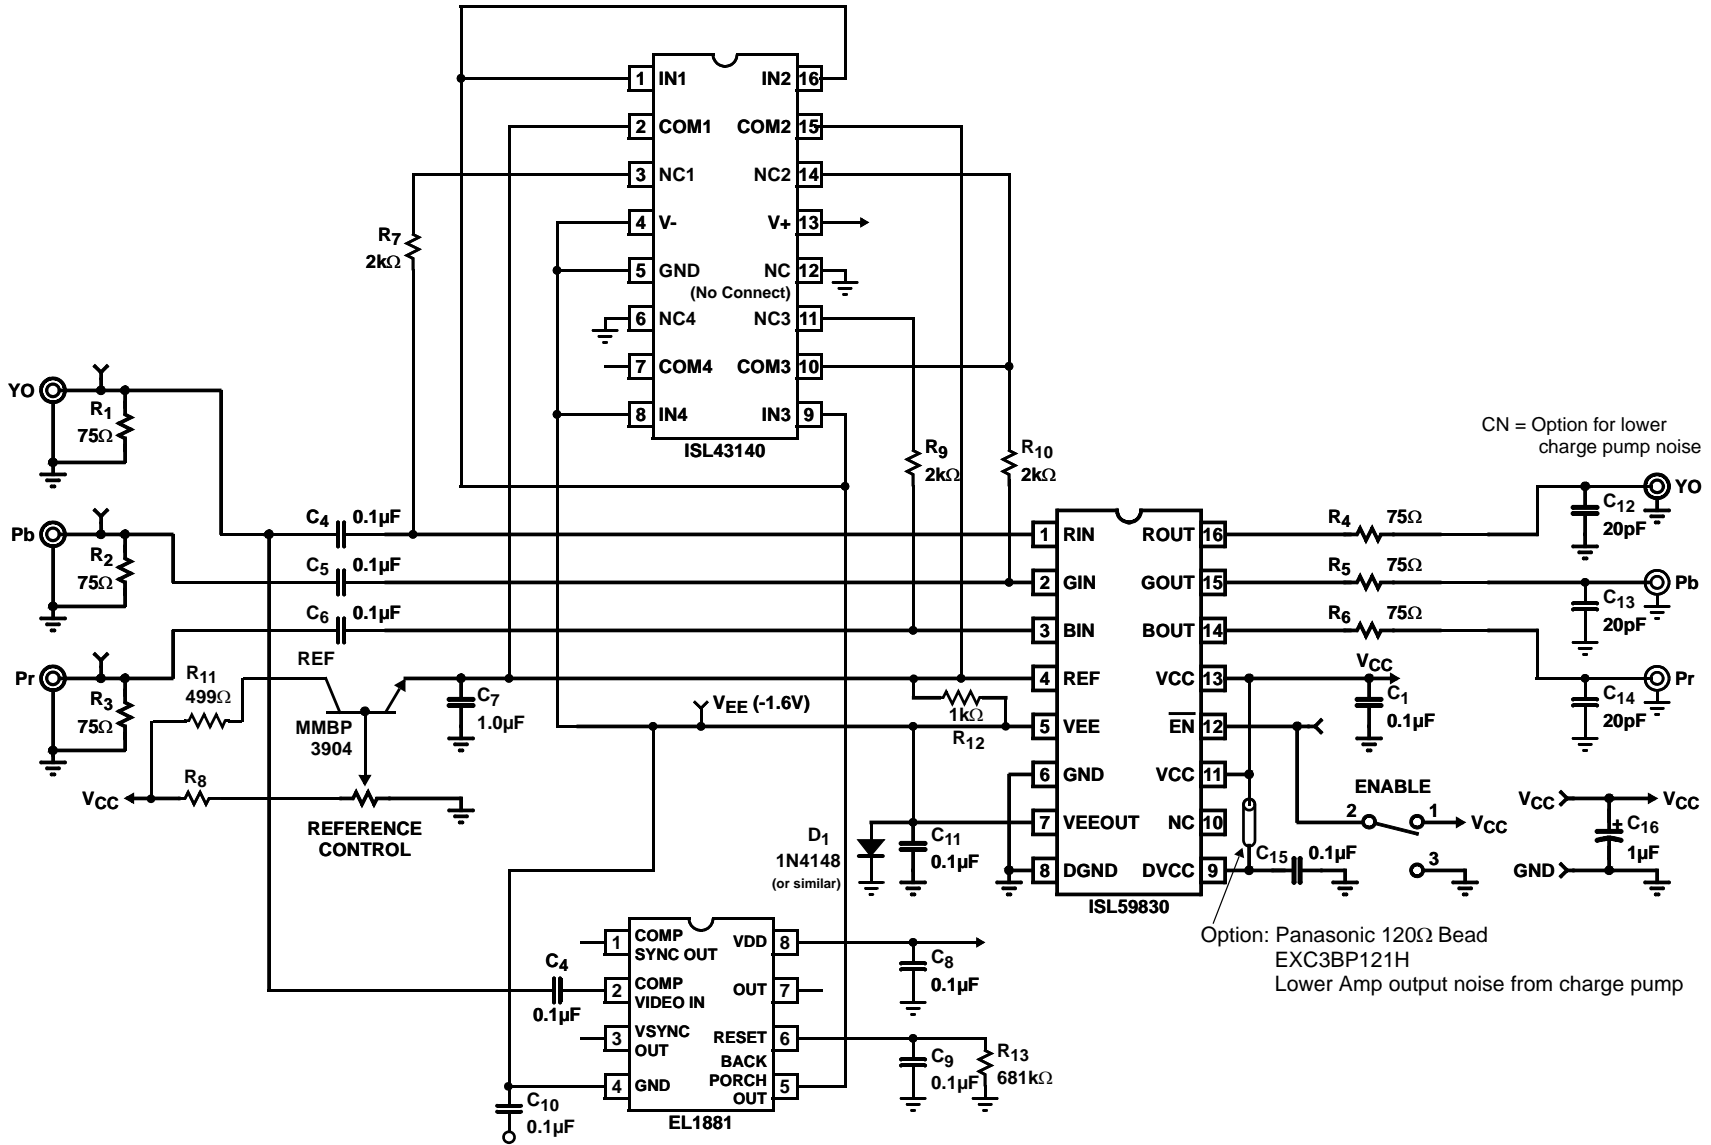 1 IN1 IN2 16
2 COM1 COM2 15
3 NC1 NC2 14
4 V- V+ 13
5 GND NC 12
(No Connect)
6 NC4 NC3 11
7 COM4 COM3 10
8 IN4 IN3 9
ISL43140
R7
2kΩ
R9
2kΩ
R10
2kΩ
YO
R1
75Ω
Pb
R2
75Ω
Pr
R3
75Ω
C4 0.1µF
C5 0.1µF
C6 0.1µF
REF
R11
499Ω
MMBP
3904
C7
1.0µF
R8
VCC
REFERENCE
CONTROL
VEE (-1.6V)
1kΩ
R12
D1
1N4148
(or similar)
C11
0.1µF
1 RIN ROUT 16
2 GIN GOUT 15
3 BIN BOUT 14
4 REF VCC 13
5 VEE EN 12
6 GND VCC 11
7 VEEOUT NC 10
8 DGND DVCC 9
ISL59830
R4 75Ω
R5 75Ω
R6 75Ω
CN = Option for lower
charge pump noise
C12
20pF
YO
C13
20pF
Pb
C14
20pF
Pr
VCC
C1
0.1µF
ENABLE
2 1
VCC
3
C15 0.1µF
VCC VCC
+ C16
1µF
GND
Option: Panasonic 120Ω Bead
EXC3BP121H
Lower Amp output noise from charge pump
1 COMP
SYNC OUT
VDD 8
2 COMP
VIDEO IN
OUT 7
3 VSYNC
OUT
RESET 6
4 GND
BACK
PORCH
OUT
5
EL1881
C4
0.1µF
C8
0.1µF
C9
0.1µF
R13
681kΩ
C10
0.1µF